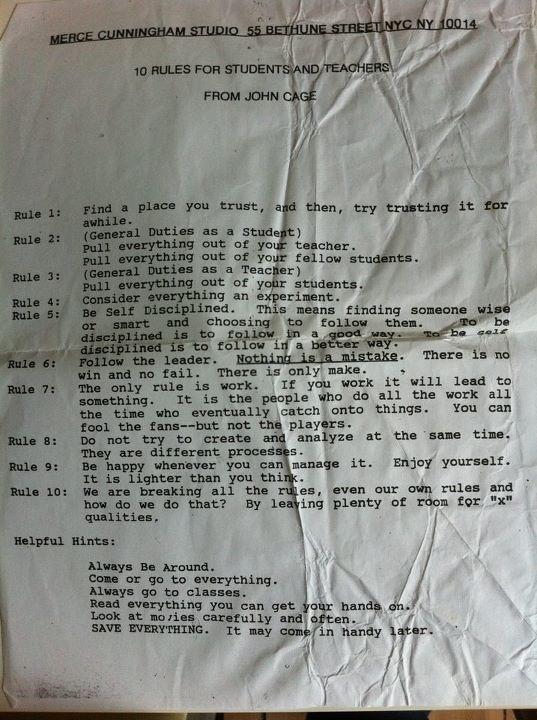 MERCE CUNNINGHAM STUDIO 55 BETHUNE STREET NYC NY 10014
10 RULES FOR STUDENTS AND TEACHERS
FROM JOHN CAGE
Rule 1: Find a place you trust, and then, try trusting it for
awhile.
Rule 2: (General Duties as a Student)
Pull everything out of your teacher.
Pull everything out of your fellow students.
Rule 3: (General Duties as a Teacher)
Pull everything out of your students.
Rule 4: Consider everything an experiment.
Rule 5: Be Self Disciplined. This means finding someone wise
or smart and choosing to follow them. To be
disciplined is to follow in a good way. To be self
disciplined is to follow in a better way.
Rule 6: Follow the leader. Nothing is a mistake. There is no
win and no fail. There is only make.
Rule 7: The only rule is work. If you work it will lead to
something. It is the people who do all the work all
the time who eventually catch onto things. You can
fool the fans--but not the players.
Rule 8: Do not try to create and analyze at the same time.
They are different processes.
Rule 9: Be happy whenever you can manage it. Enjoy yourself.
It is lighter than you think.
Rule 10: We are breaking all the rules, even our own rules and
how do we do that? By leaving plenty of room for "x"
qualities.
Helpful Hints:
Always Be Around.
Come or go to everything.
Always go to classes.
Read everything you can get your hands on.
Look at movies carefully and often.
SAVE EVERYTHING. It may come in handy later.